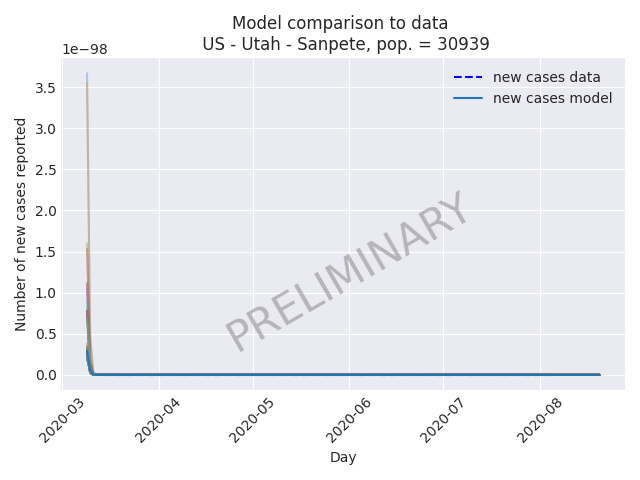 Model comparison to data
US - Utah - Sanpete, pop. = 30939
1e−98
new cases data
new cases model
Number of new cases reported
3.5
3.0
2.5
2.0
1.5
1.0
0.5
0.0
PRELIMINARY
2020-03
2020-04
2020-05
2020-06
2020-07
2020-08
Day